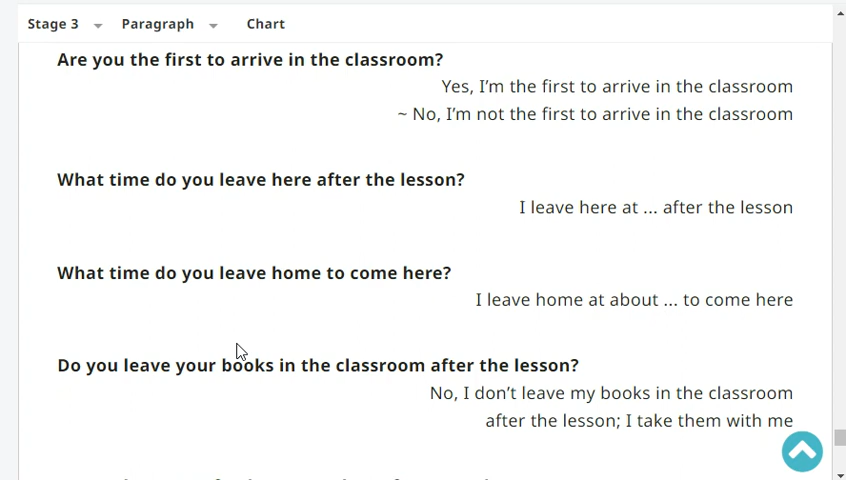 Stage 3 Paragraph Chart
Are you the first to arrive in the classroom?
Yes, I’m the first to arrive in the classroom
~ No, I’m not the first to arrive in the classroom
What time do you leave here after the lesson?
I leave here at ... after the lesson
What time do you leave home to come here?
I leave home at about ... to come here
Do you leave your books in the classroom after the lesson?
No, I don’t leave my books in the classroom
after the lesson; I take them with me